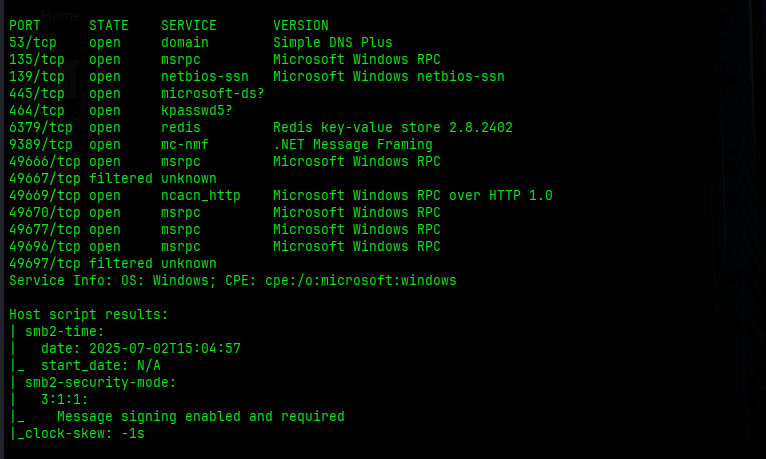 Home
PORT      STATE    SERVICE       VERSION
53/tcp    open     domain        Simple DNS Plus
135/tcp   open     msrpc         Microsoft Windows RPC
139/tcp   open     netbios-ssn   Microsoft Windows netbios-ssn
445/tcp   open     microsoft-ds?
464/tcp   open     kpasswd5?
6379/tcp  open     redis         Redis key-value store 2.8.2402
9389/tcp  open     mc-nmf        .NET Message Framing
49666/tcp open     msrpc         Microsoft Windows RPC
49667/tcp filtered unknown
49669/tcp open     ncacn_http    Microsoft Windows RPC over HTTP 1.0
49670/tcp open     msrpc         Microsoft Windows RPC
49677/tcp open     msrpc         Microsoft Windows RPC
49696/tcp open     msrpc         Microsoft Windows RPC
49697/tcp filtered unknown
Service Info: OS: Windows; CPE: cpe:/o:microsoft:windows

Host script results:
| smb2-time:
|   date: 2025-07-02T15:04:57
|_  start_date: N/A
| smb2-security-mode:
|   3:1:1:
|_    Message signing enabled and required
|_clock-skew: -1s